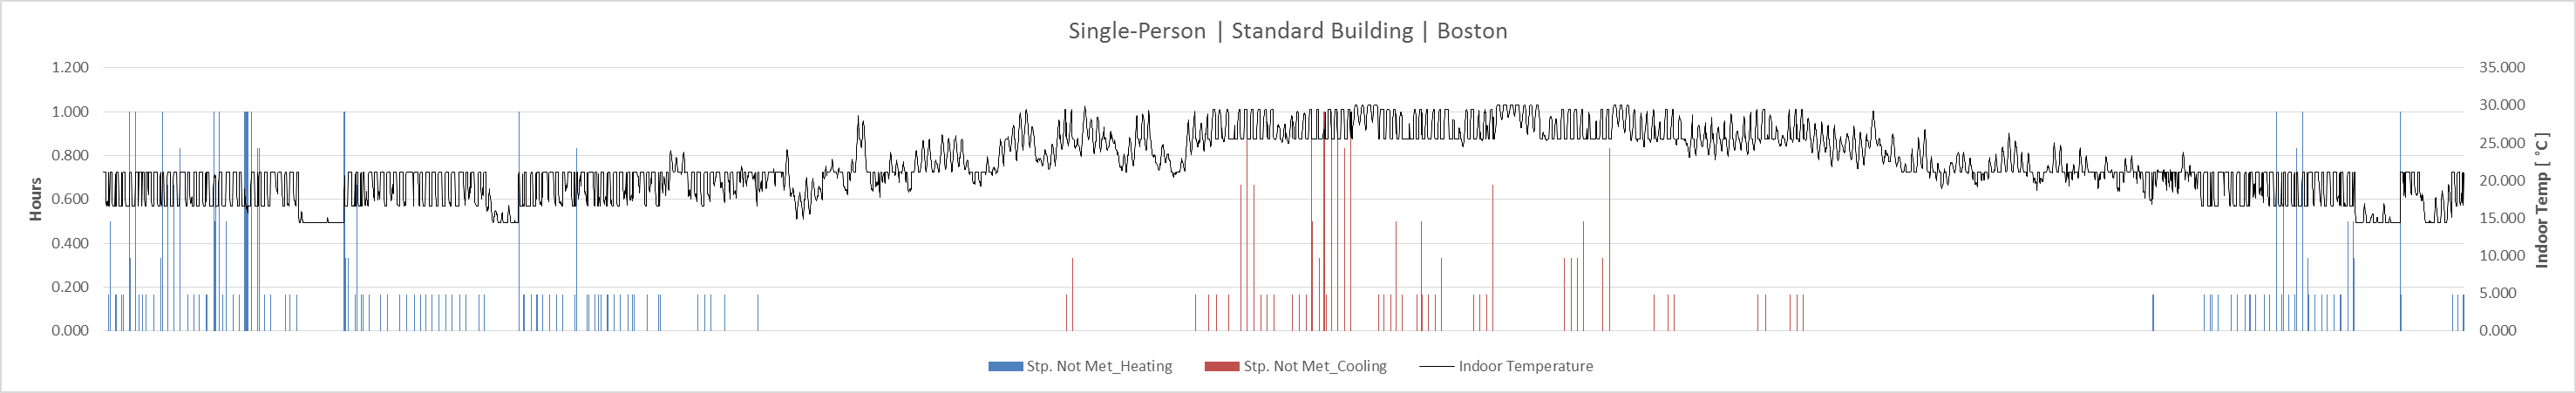 Single-Person | Standard Building | Boston
1.200
1.000
0.800
0.600
0.400
0.200
0.000
Hours
35.000
30.000
25.000
20.000
15.000
10.000
5.000
0.000
Indoor Temp [ °C]
Stp. Not Met_Heating
Stp. Not Met_Cooling
Indoor Temperature